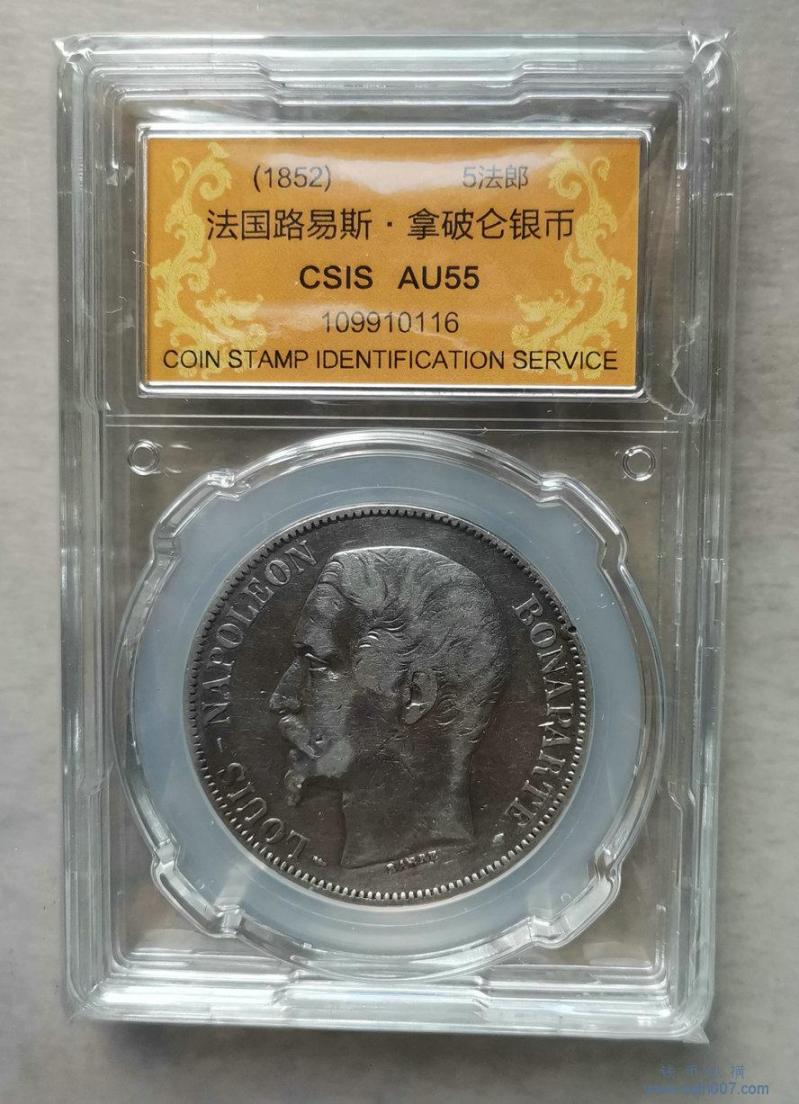 (1852) 5法郎
法国路易斯·拿破仑银币
CSIS AU55
109910116
COIN STAMP IDENTIFICATION SERVICE
LOUIS-NAPOLEON BONAPARTE